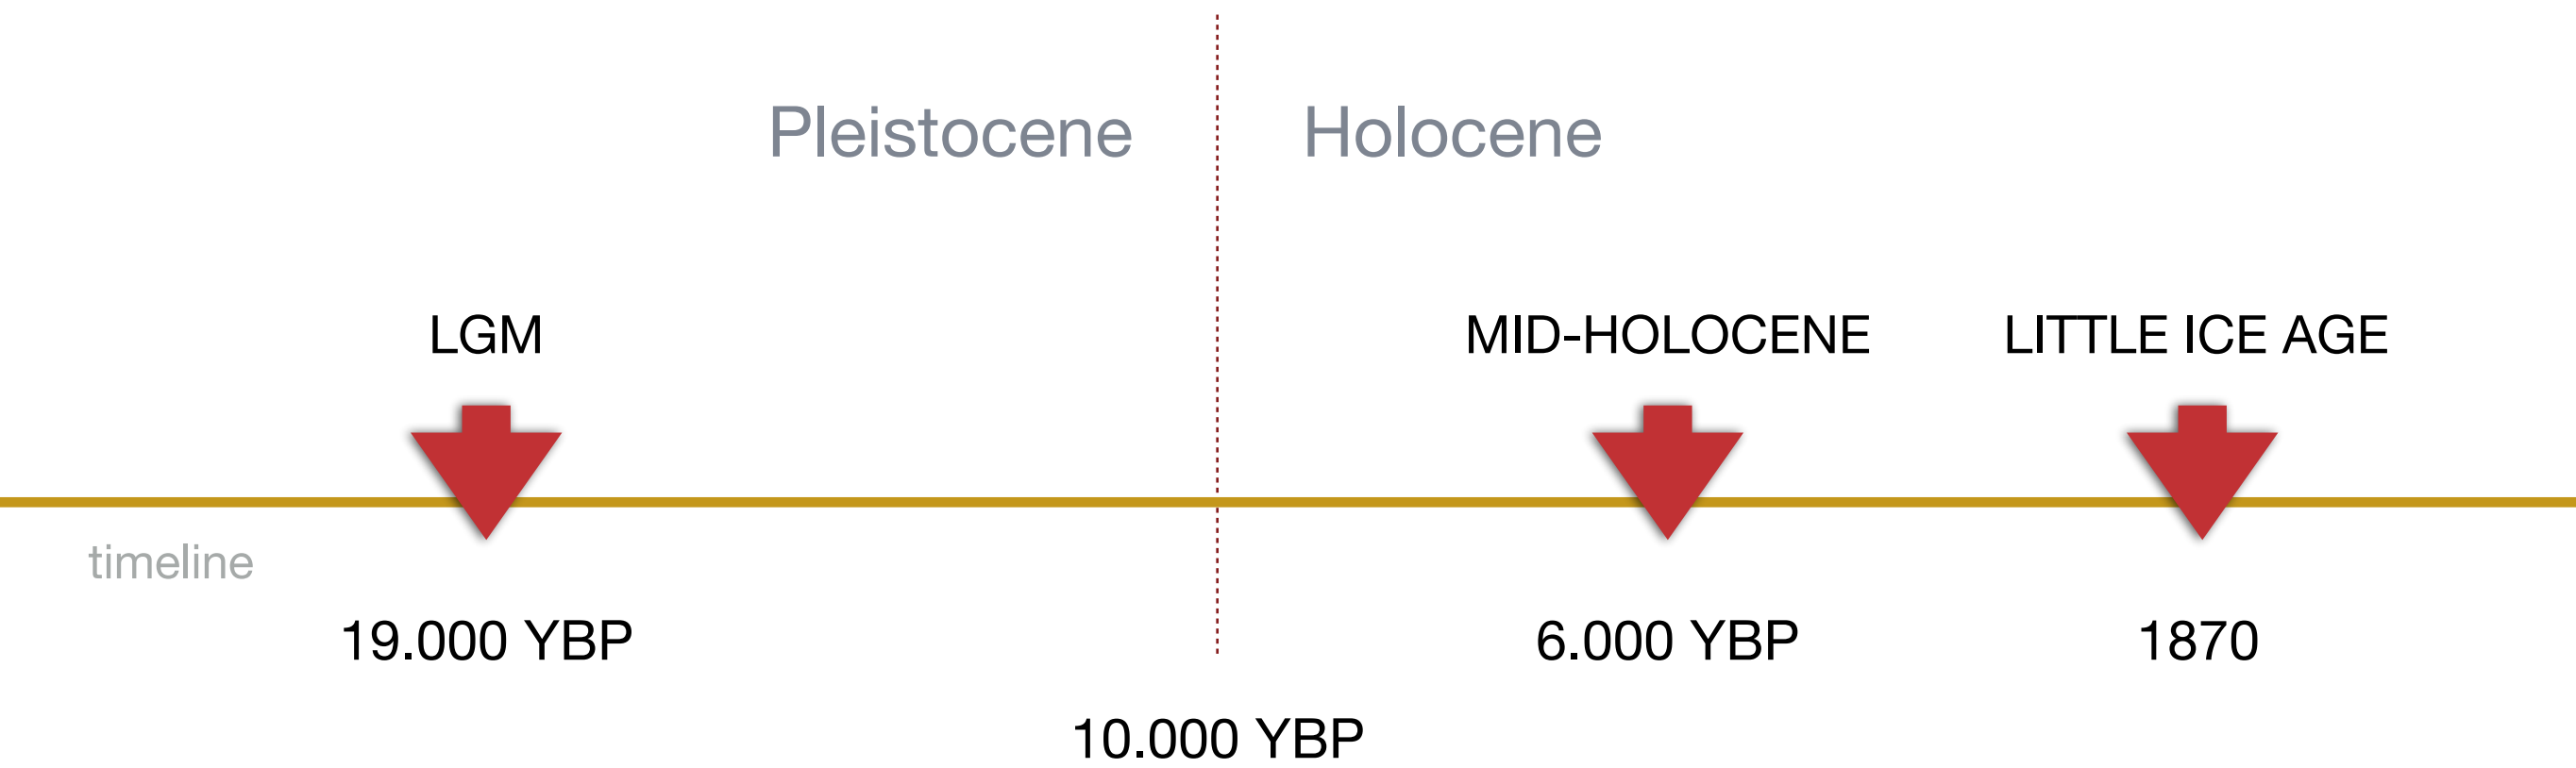 Pleistocene
Holocene
LGM
MID-HOLOCENE
LITTLE ICE AGE
timeline
19.000 YBP
6.000 YBP
1870
10.000 YBP